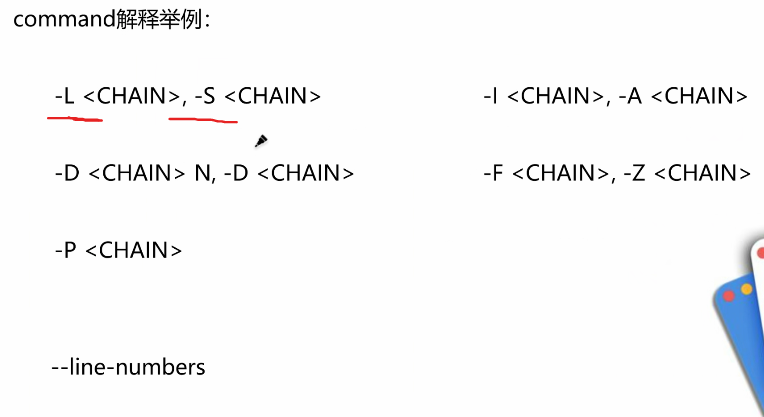 command解释举例：
-L <CHAIN>, -S <CHAIN>
-I <CHAIN>, -A <CHAIN>
-D <CHAIN> N, -D <CHAIN>
-F <CHAIN>, -Z <CHAIN>
-P <CHAIN>
--line-numbers